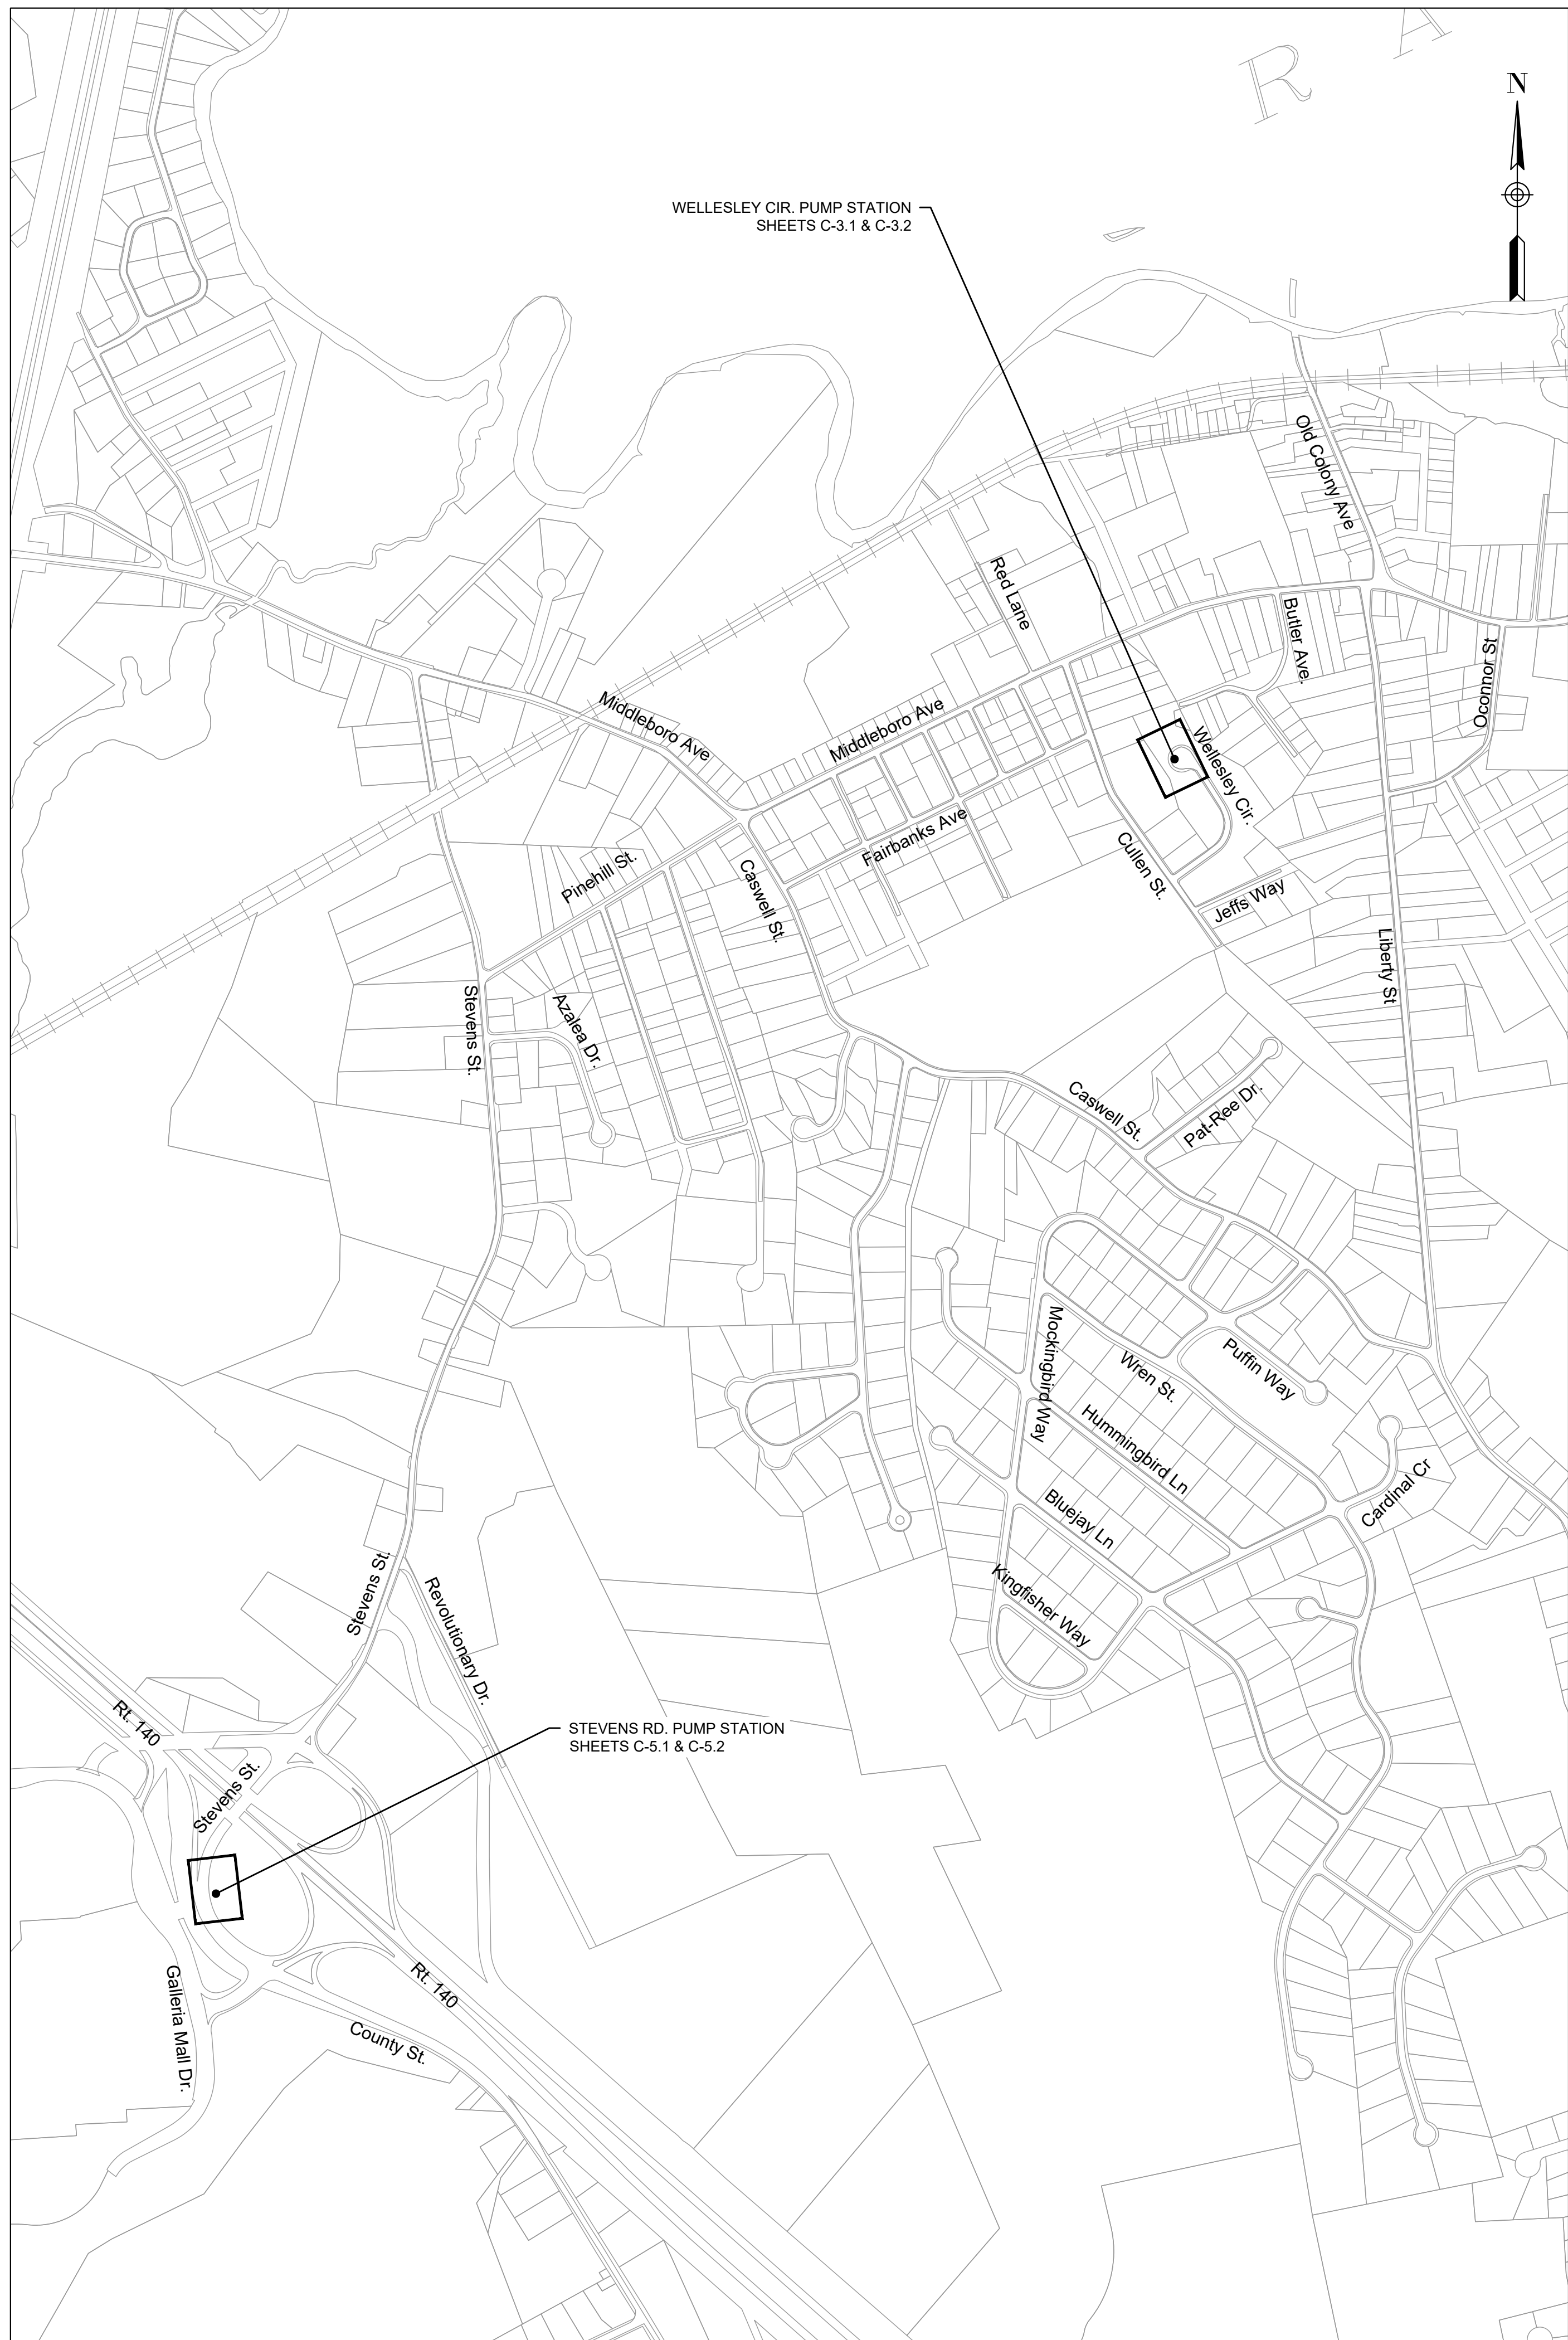 R A
N
WELLESLEY CIR. PUMP STATION
SHEETS C-3.1 & C-3.2
Old Colony Ave
Red Lane
Butler Ave.
Oconnor St
Middleboro Ave
Middleboro Ave
Wellesley Cir.
Fairbanks Ave
Pinehill St.
Caswell St.
Cullen St.
Jeffs Way
Liberty St
Stevens St.
Azalea Dr.
Caswell St.
Pat-Ree Dr.
Mockingbird Way
Wren St.
Puffin Way
Hummingbird Ln
Cardinal Cr
Bluejay Ln
Kingfisher Way
Stevens St.
Revolutionary Dr.
Rt. 140
STEVENS RD. PUMP STATION
SHEETS C-5.1 & C-5.2
Stevens St.
Galleria Mall Dr.
Rt. 140
County St.